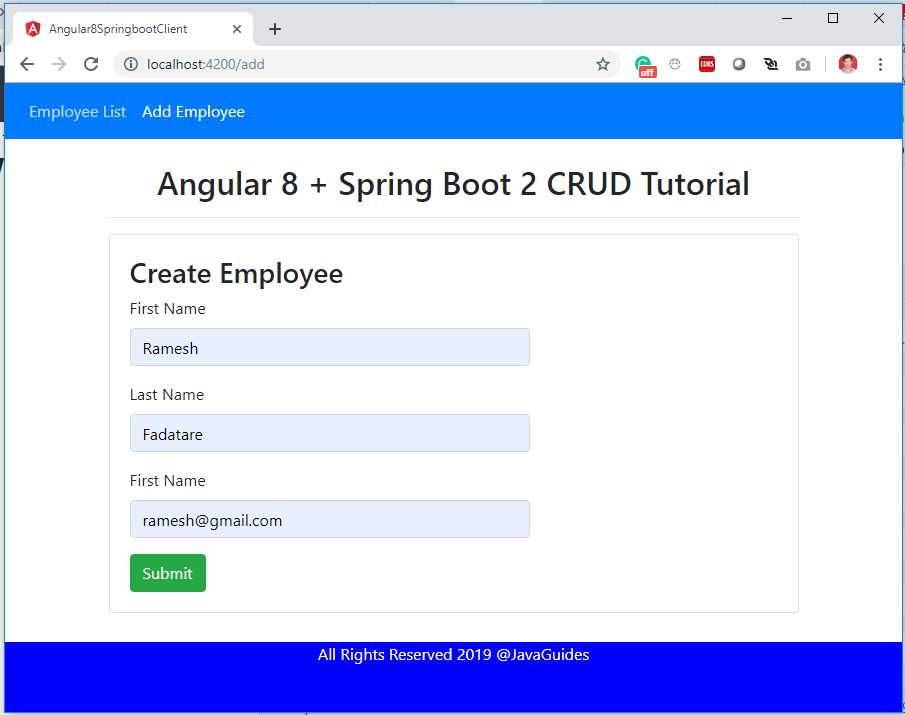 Angular8SpringbootClient
localhost:4200/add
off
CORS
Employee List Add Employee
Angular 8 + Spring Boot 2 CRUD Tutorial
Create Employee
First Name
Ramesh
Last Name
Fadatare
First Name
ramesh@gmail.com
Submit
All Rights Reserved 2019 @JavaGuides